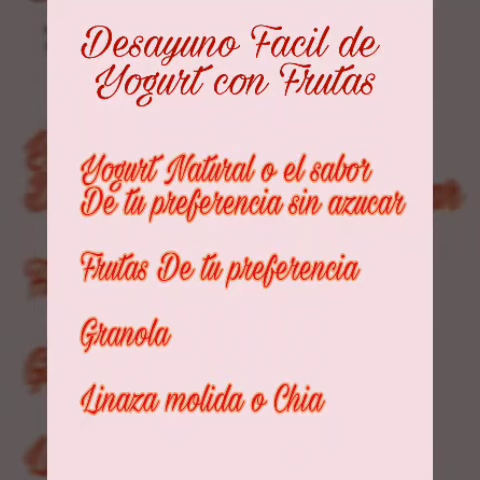 Desayuno Facil de
Yogurt con Frutas
Yogurt Natural o el sabor
De tu preferencia sin azucar
Frutas De tu preferencia
Granola
Linaza molida o Chia